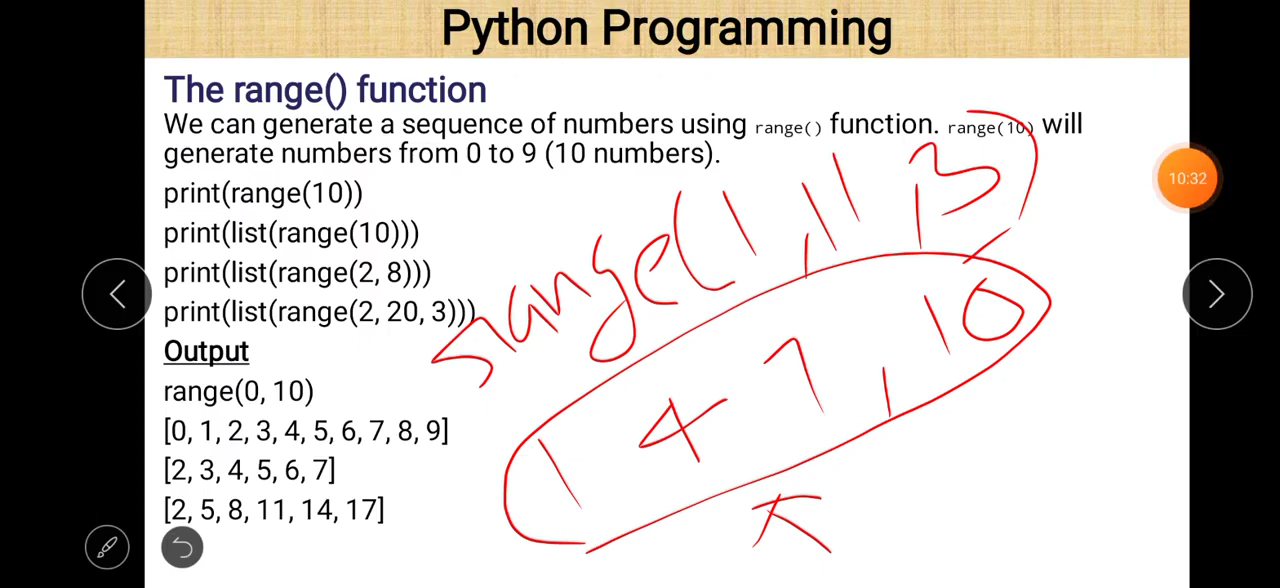 Python Programming
The range() function
We can generate a sequence of numbers using range() function. range(10) will
generate numbers from 0 to 9 (10 numbers).
print(range(10))
print(list(range(10)))
print(list(range(2, 8)))
print(list(range(2, 20, 3)))
Output
range(0, 10)
[0, 1, 2, 3, 4, 5, 6, 7, 8, 9]
[2, 3, 4, 5, 6, 7]
[2, 5, 8, 11, 14, 17]
range(1, 11, 3)
1 4 7, 10
10:32